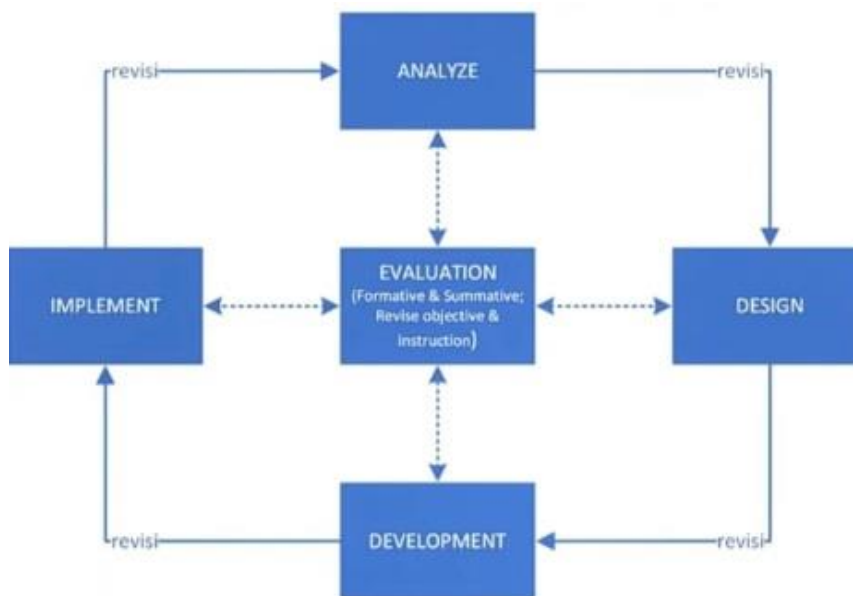 revisi
ANALYZE
revisi
IMPLEMENT
EVALUATION
(Formative & Summative;
Revise objective &
instruction)
DESIGN
revisi
DEVELOPMENT
revisi